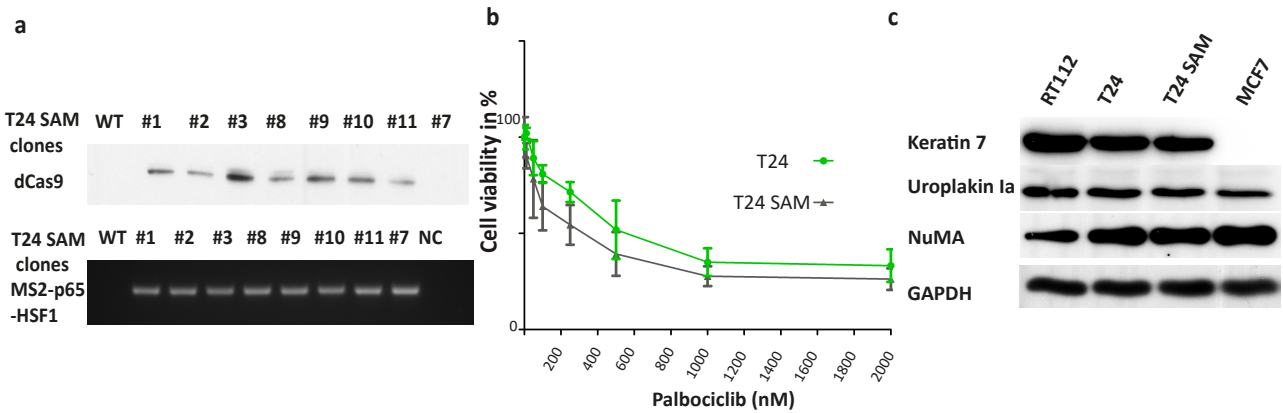 a
T24 SAM clones
WT #1 #2 #3 #8 #9 #10 #11 #7
dCas9
T24 SAM clones
WT #1 #2 #3 #8 #9 #10 #11 #7 NC
MS2-p65
-HSF1
b
Cell viability in %
100
0
T24
T24 SAM
200 400 600 800 1000 1200 1400 1600 1800 2000
Palbociclib (nM)
c
RT112 T24 T24 SAM MCF7
Keratin 7
Uroplakin Ia
NuMA
GAPDH